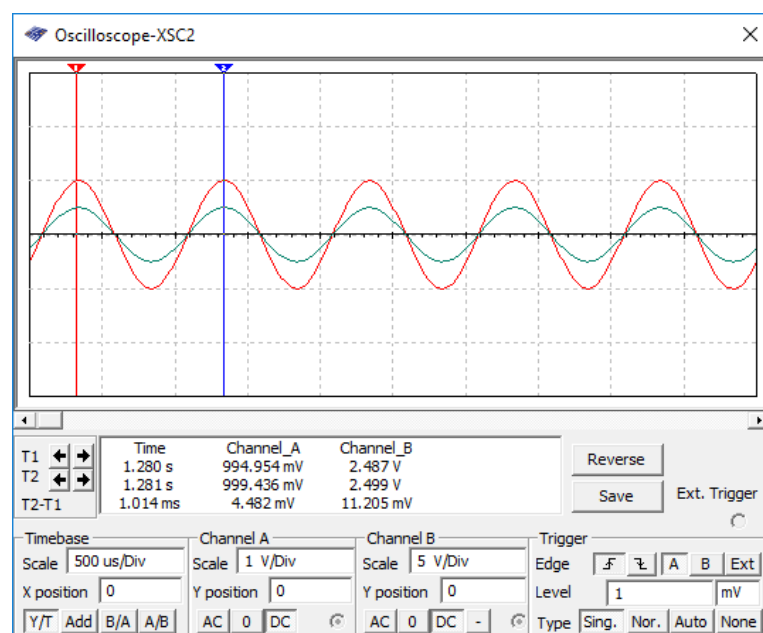 Oscilloscope-XSC2
1 2
T1
T2
T2-T1
Time Channel_A Channel_B
1.280 s 994.954 mV 2.487 V
1.281 s 999.436 mV 2.499 V
1.014 ms 4.482 mV 11.205 mV
Reverse
Save
Ext. Trigger
Timebase
Scale 500 us/Div
X position 0
Y/T Add B/A A/B
Channel A
Scale 1 V/Div
Y position 0
AC 0 DC
Channel B
Scale 5 V/Div
Y position 0
AC 0 DC -
Trigger
Edge A B Ext
Level 1 mV
Type Sing. Nor. Auto None